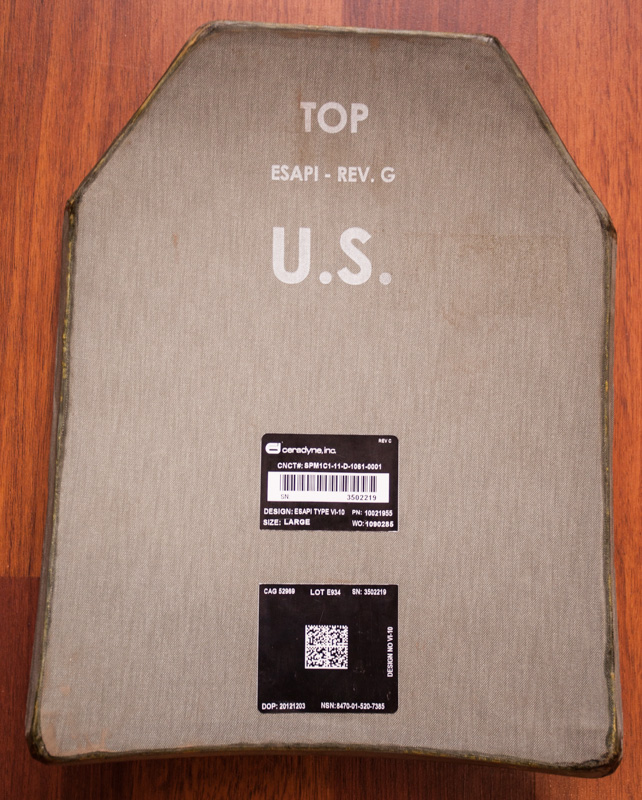 TOP
ESAPI - REV. G
U.S.
REV G
ceradyne, inc.
CNCT#: SPM1C1-11-D-1061-0001
SN 3502219
DESIGN: ESAPI TYPE VI-10 PN: 10021955
SIZE: LARGE WO: 1090285
CAG 52969 LOT E934 SN: 3502219
DESIGN NO VI-10
DOP: 20121203 NSN: 8470-01-520-7385